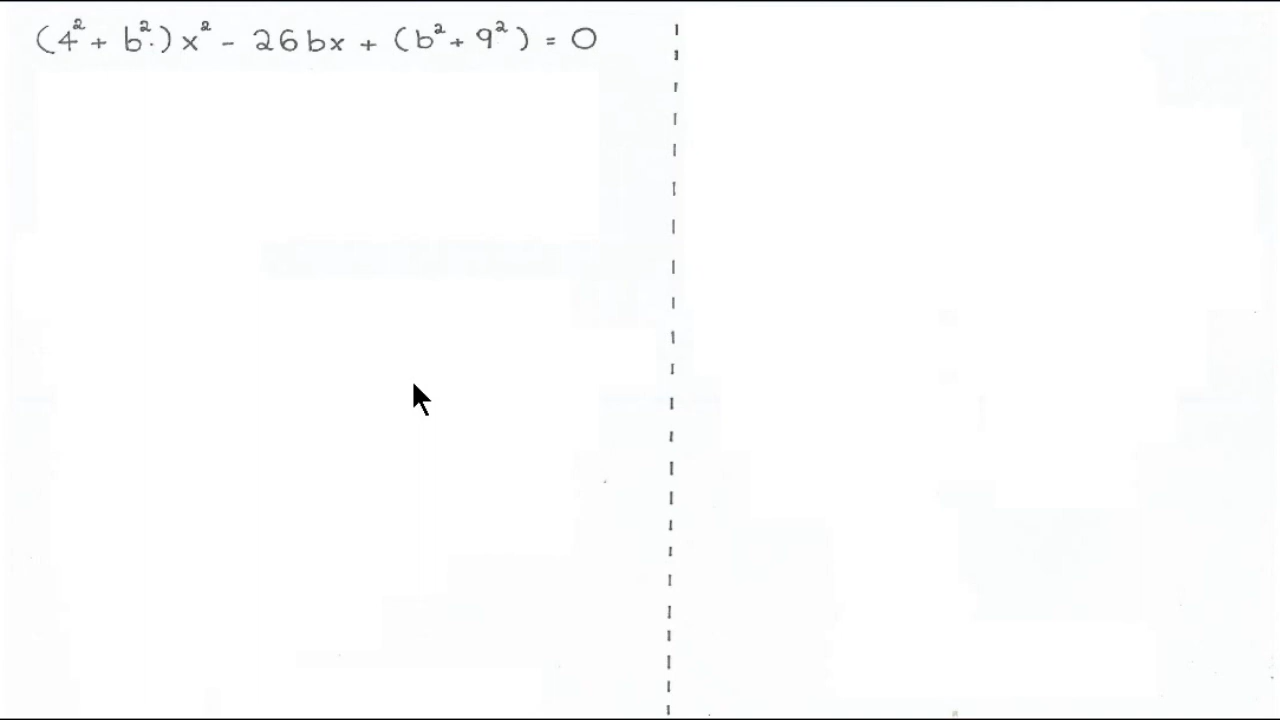 (4² + b².) x² - 26bx + (b² + 9²) = 0